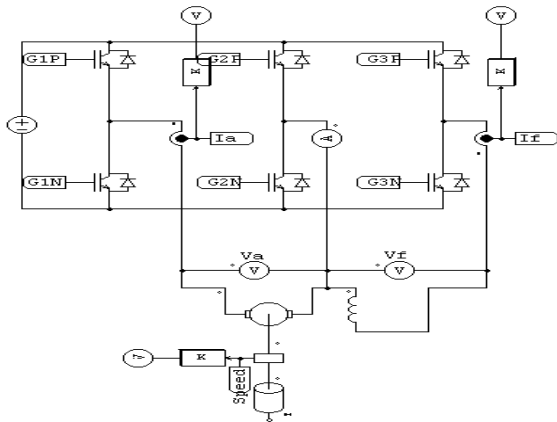 V V
G1P G2P G3P
K K
Ia A If
G1N G2N G3N
Va Vf
V V
V K
Speed